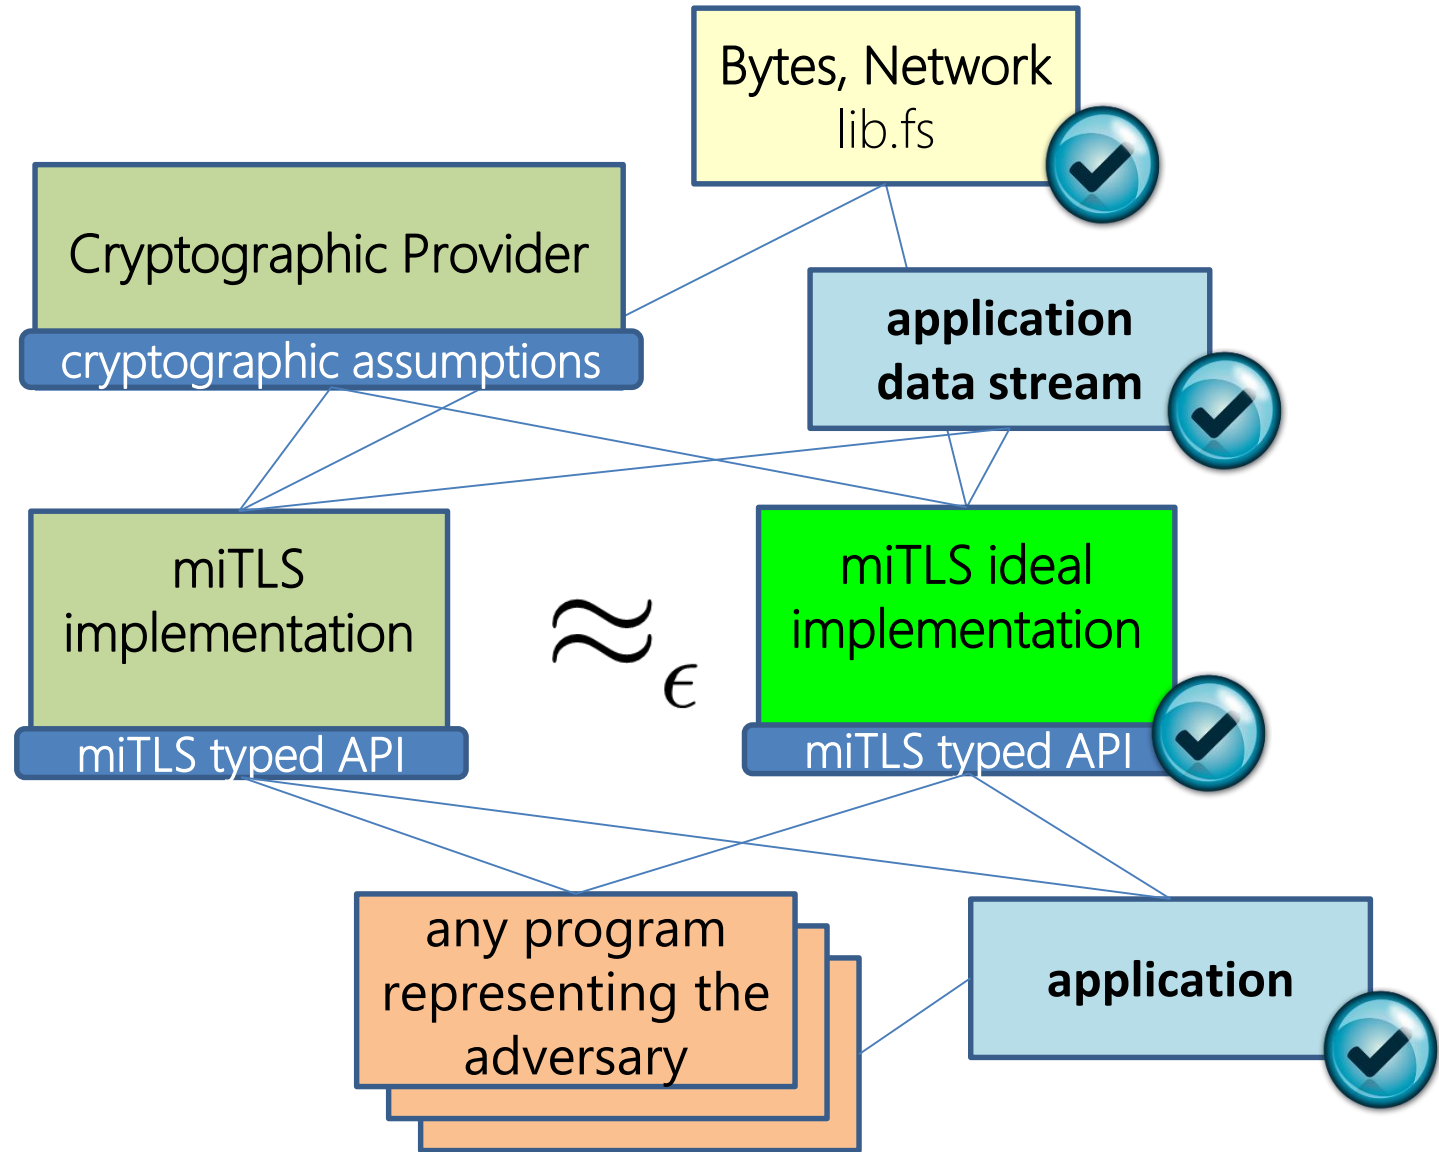 Bytes, Network
lib.fs
Cryptographic Provider
cryptographic assumptions
application
data stream
miTLS
implementation
miTLS typed API
≈ϵ
miTLS ideal
implementation
miTLS typed API
any program
representing the
adversary
application